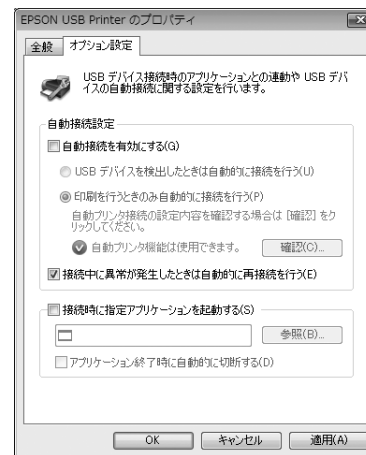 EPSON USB Printer のプロパティ
全般 オプション設定
USB デバイス接続時のアプリケーションとの連動や USB デバ
イスの自動接続に関する設定を行います。
自動接続設定
自動接続を有効にする(G)
USB デバイスを検出したときは自動的に接続を行う(U)
印刷を行うときのみ自動的に接続を行う(P)
自動プリンタ接続の設定内容を確認する場合は [確認] をク
リックしてください。
自動プリンタ機能は使用できます。 確認(C)...
接続中に異常が発生したときは自動的に再接続を行う(E)
接続時に指定アプリケーションを起動する(S)
参照(B)...
アプリケーション終了時に自動的に切断する(D)
OK キャンセル 適用(A)